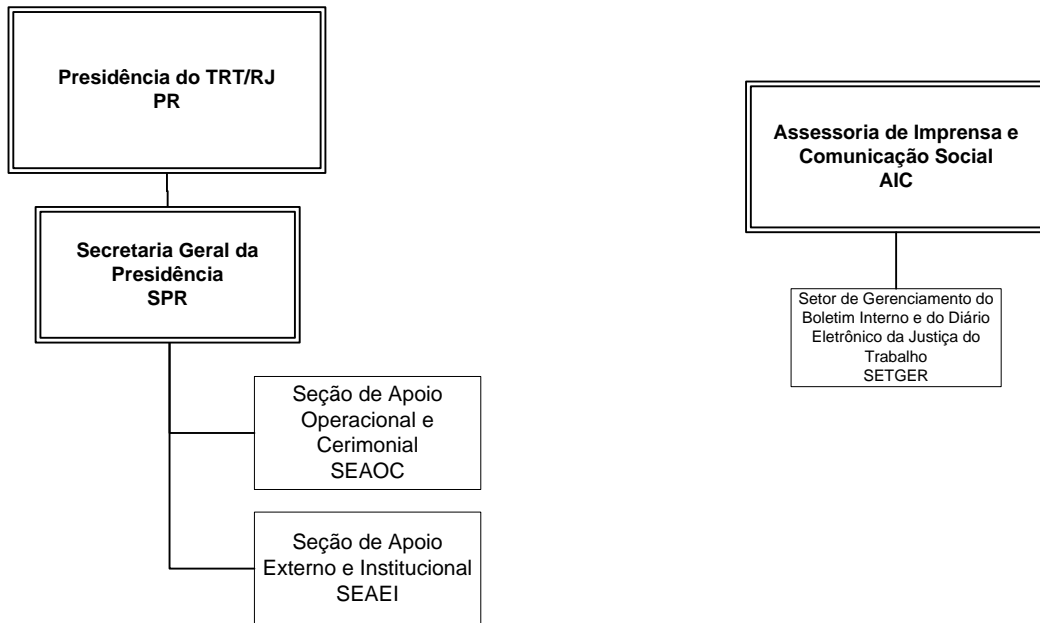 Presidência do TRT/RJ
PR
Secretaria Geral da
Presidência
SPR
Seção de Apoio
Operacional e
Cerimonial
SEAOC
Seção de Apoio
Externo e Institucional
SEAEI
Assessoria de Imprensa e
Comunicação Social
AIC
Setor de Gerenciamento do
Boletim Interno e do Diário
Eletrônico da Justiça do
Trabalho
SETGER